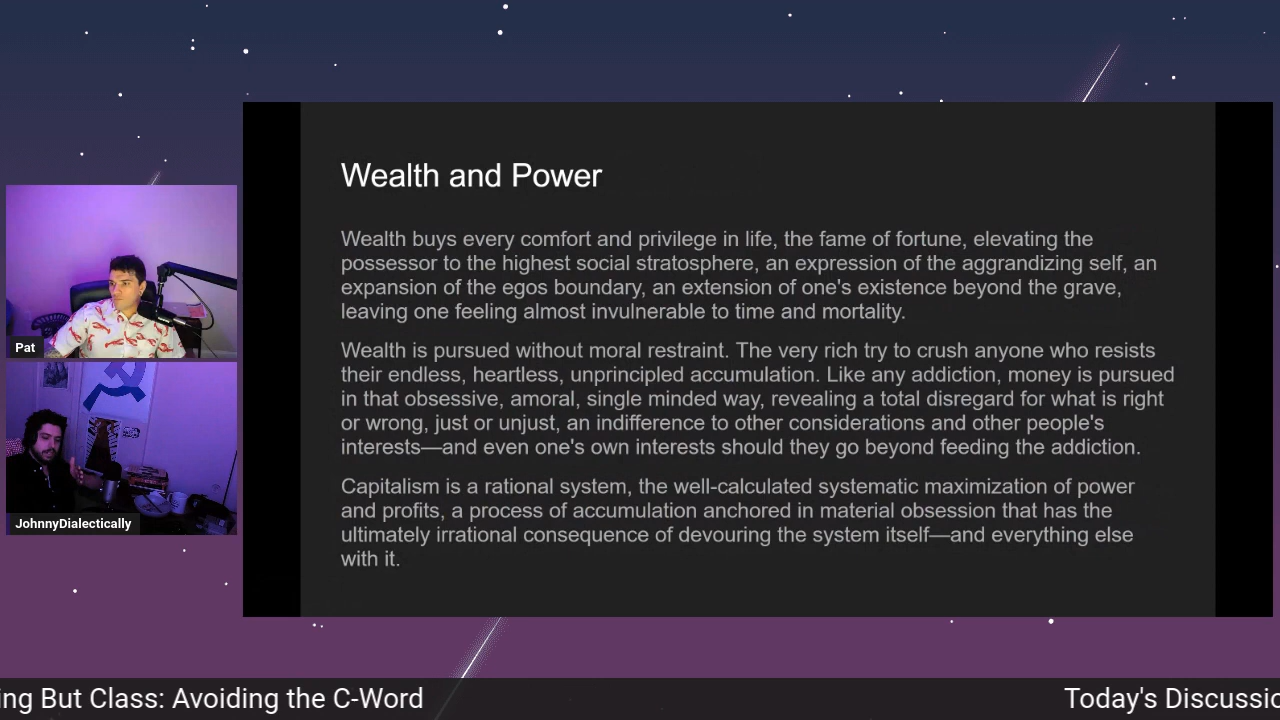 Wealth and Power
Wealth buys every comfort and privilege in life, the fame of fortune, elevating the
possessor to the highest social stratosphere, an expression of the aggrandizing self, an
expansion of the egos boundary, an extension of one's existence beyond the grave,
leaving one feeling almost invulnerable to time and mortality.
Wealth is pursued without moral restraint. The very rich try to crush anyone who resists
their endless, heartless, unprincipled accumulation. Like any addiction, money is pursued
in that obsessive, amoral, single minded way, revealing a total disregard for what is right
or wrong, just or unjust, an indifference to other considerations and other people's
interests—and even one's own interests should they go beyond feeding the addiction.
Capitalism is a rational system, the well-calculated systematic maximization of power
and profits, a process of accumulation anchored in material obsession that has the
ultimately irrational consequence of devouring the system itself—and everything else
with it.
Pat
JohnnyDialectically
ing But Class: Avoiding the C-Word
Today's Discussio